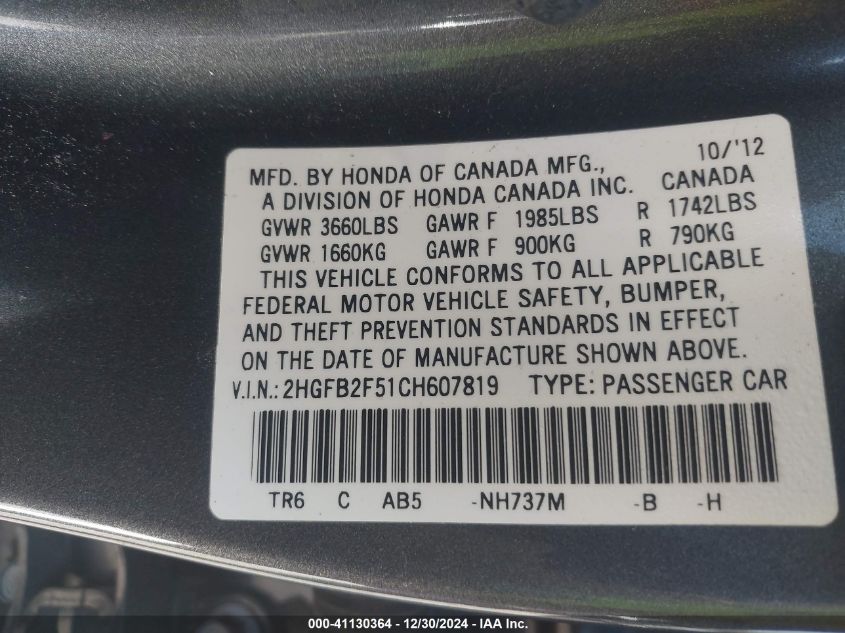 10/'12
MFD. BY HONDA OF CANADA MFG.,
A DIVISION OF HONDA CANADA INC. CANADA
GVWR 3660LBS GAWR F 1985LBS R 1742LBS
GVWR 1660KG GAWR F 900KG R 790KG
THIS VEHICLE CONFORMS TO ALL APPLICABLE
FEDERAL MOTOR VEHICLE SAFETY, BUMPER,
AND THEFT PREVENTION STANDARDS IN EFFECT
ON THE DATE OF MANUFACTURE SHOWN ABOVE.
V.I.N.: 2HGFB2F51CH607819 TYPE: PASSENGER CAR
TR6 C AB5 -NH737M -B -H
000-41130364 - 12/30/2024 - IAA Inc.